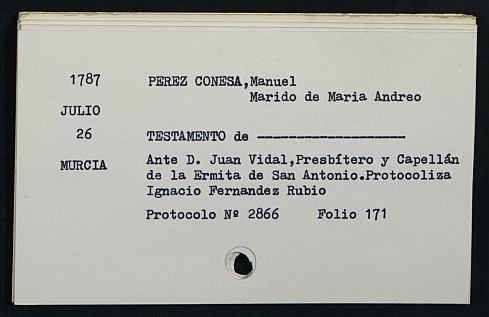 1787 PEREZ CONESA,Manuel
Marido de Maria Andreo
JULIO
26 TESTAMENTO de -------------------
MURCIA Ante D. Juan Vidal,Presbítero y Capellán
de la Ermita de San Antonio.Protocoliza
Ignacio Fernandez Rubio
Protocolo Nº 2866 Folio 171